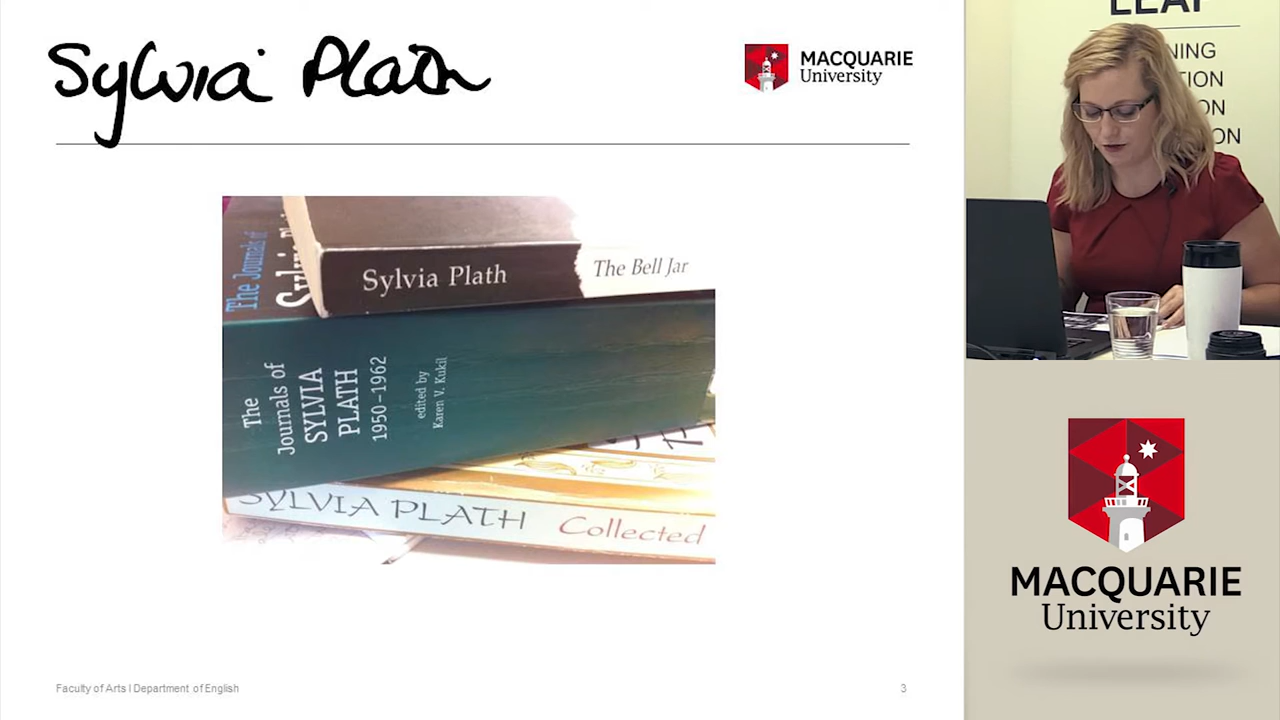 Sylvia Plath
MACQUARIE
University
The Journals of
Sylvia Plath
The Bell Jar
The
Journals of
SYLVIA
PLATH
1950–1962
edited by
Karen V. Kukil
SYLVIA PLATH Collected
Faculty of Arts I Department of English
3
LEAP
MACQUARIE
University